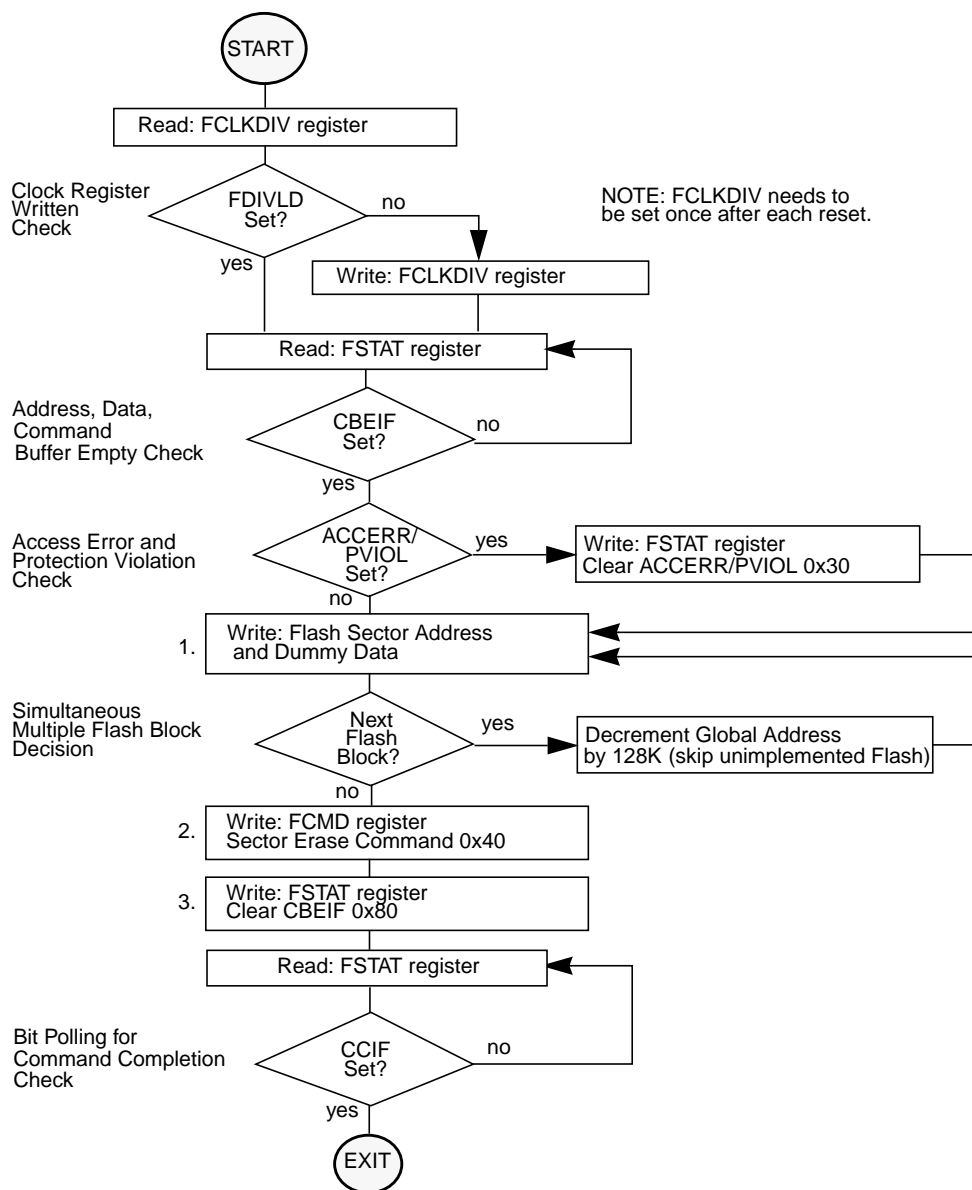 START
Read: FCLKDIV register
Clock Register
Written
Check
FDIVLD
Set?
no
NOTE: FCLKDIV needs to
be set once after each reset.
yes
Write: FCLKDIV register
Read: FSTAT register
Address, Data,
Command
Buffer Empty Check
CBEIF
Set?
no
yes
Access Error and
Protection Violation
Check
ACCERR/
PVIOL
Set?
yes
Write: FSTAT register
Clear ACCERR/PVIOL 0x30
no
1.
Write: Flash Sector Address
and Dummy Data
Simultaneous
Multiple Flash Block
Decision
Next
Flash
Block?
yes
Decrement Global Address
by 128K (skip unimplemented Flash)
no
2.
Write: FCMD register
Sector Erase Command 0x40
3.
Write: FSTAT register
Clear CBEIF 0x80
Read: FSTAT register
Bit Polling for
Command Completion
Check
CCIF
Set?
no
yes
EXIT